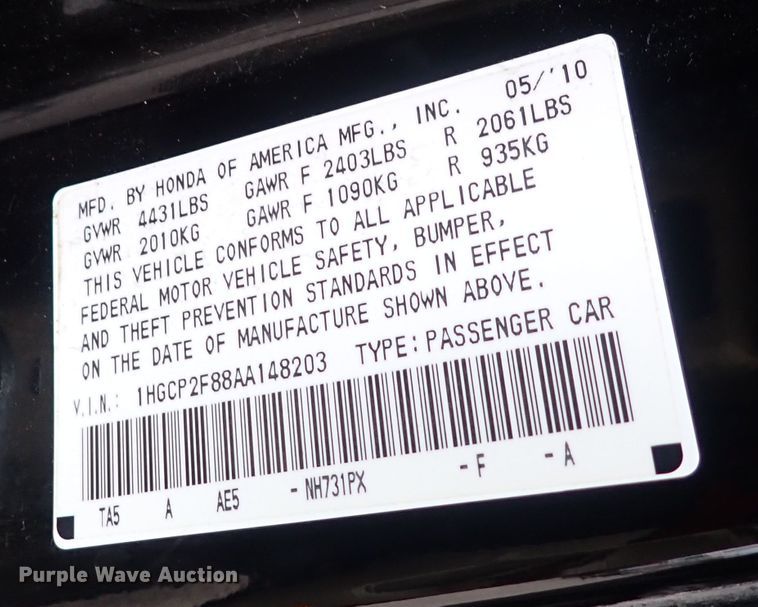 MFD. BY HONDA OF AMERICA MFG., INC. 05/'10
GVWR 4431LBS GAWR F 2403LBS R 2061LBS
GVWR 2010KG GAWR F 1090KG R 935KG
THIS VEHICLE CONFORMS TO ALL APPLICABLE
FEDERAL MOTOR VEHICLE SAFETY, BUMPER,
AND THEFT PREVENTION STANDARDS IN EFFECT
ON THE DATE OF MANUFACTURE SHOWN ABOVE.
V.I.N.: 1HGCP2F88AA148203 TYPE: PASSENGER CAR
TA5 A AE5 - NH731PX - F - A
Purple Wave Auction